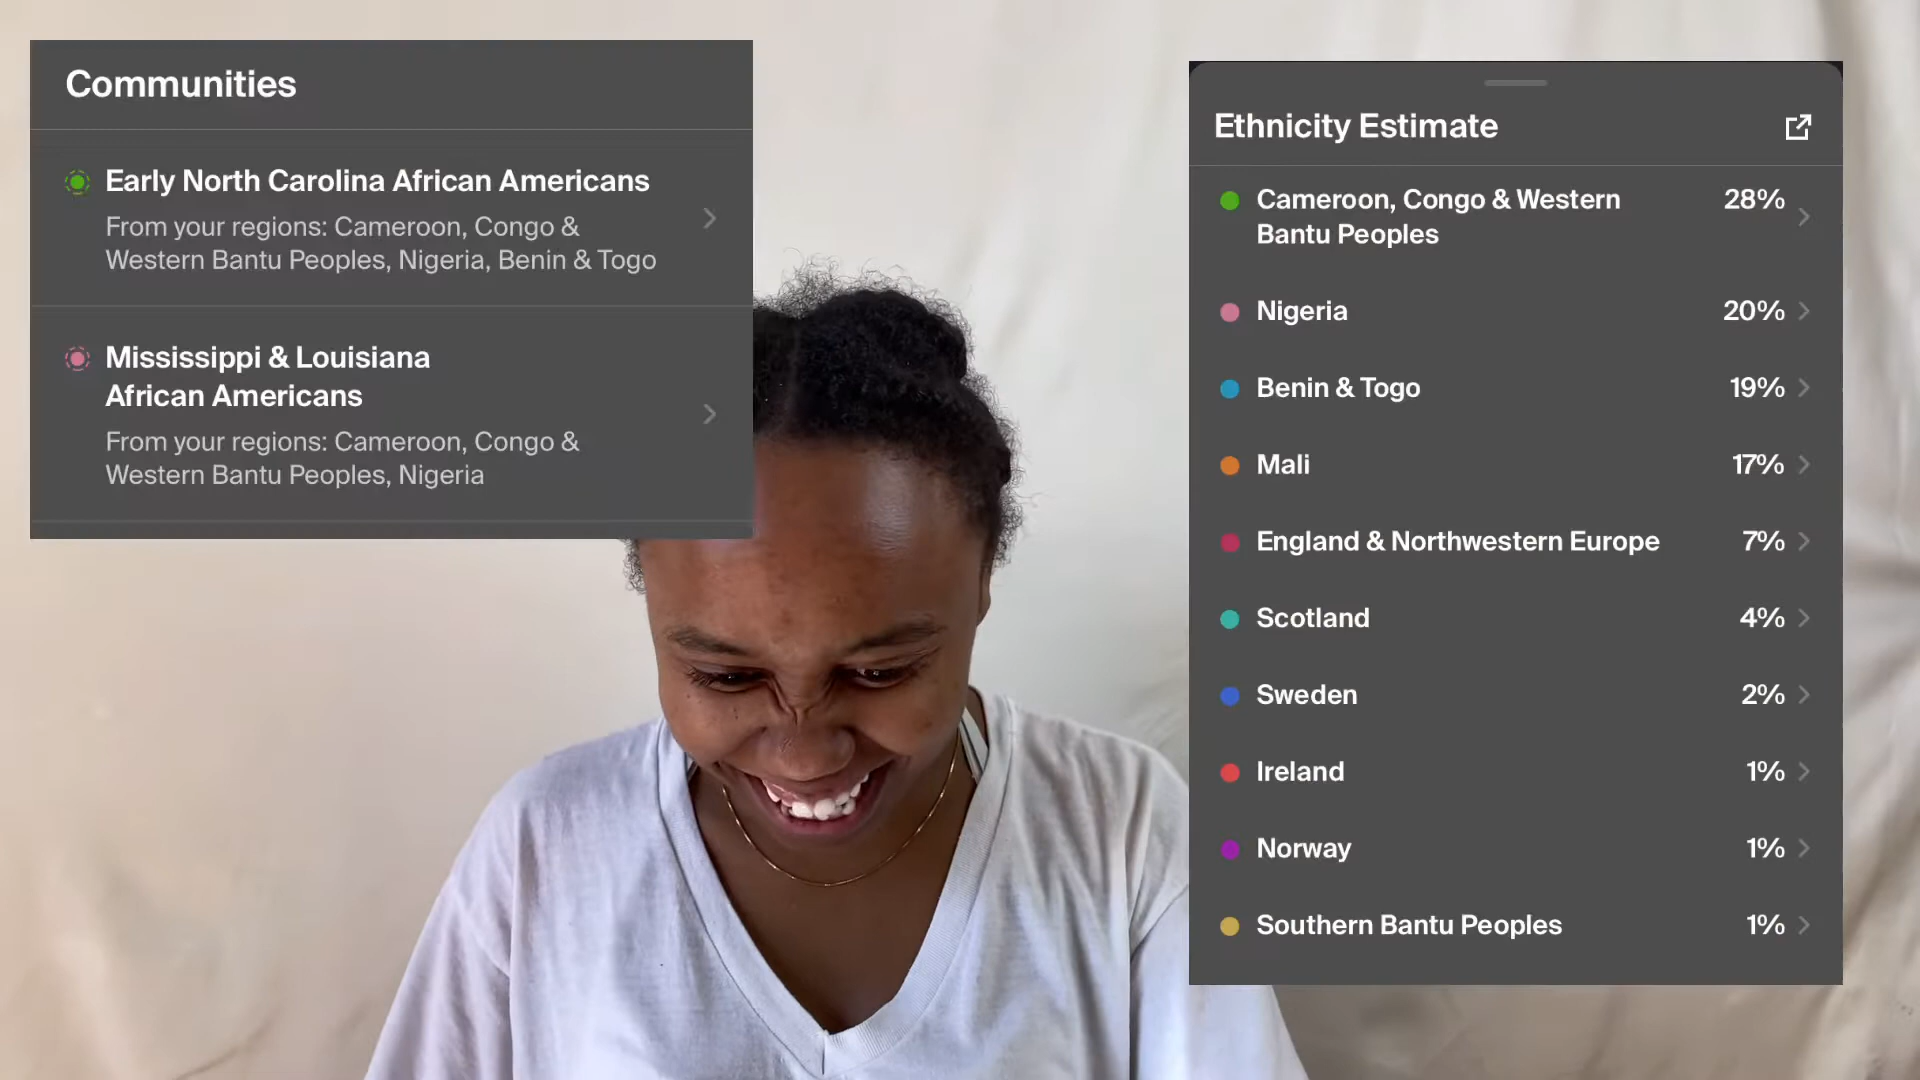 Communities
Early North Carolina African Americans
From your regions: Cameroon, Congo &
Western Bantu Peoples, Nigeria, Benin & Togo
Mississippi & Louisiana
African Americans
From your regions: Cameroon, Congo &
Western Bantu Peoples, Nigeria
Ethnicity Estimate
Cameroon, Congo & Western 28%
Bantu Peoples
Nigeria 20%
Benin & Togo 19%
Mali 17%
England & Northwestern Europe 7%
Scotland 4%
Sweden 2%
Ireland 1%
Norway 1%
Southern Bantu Peoples 1%